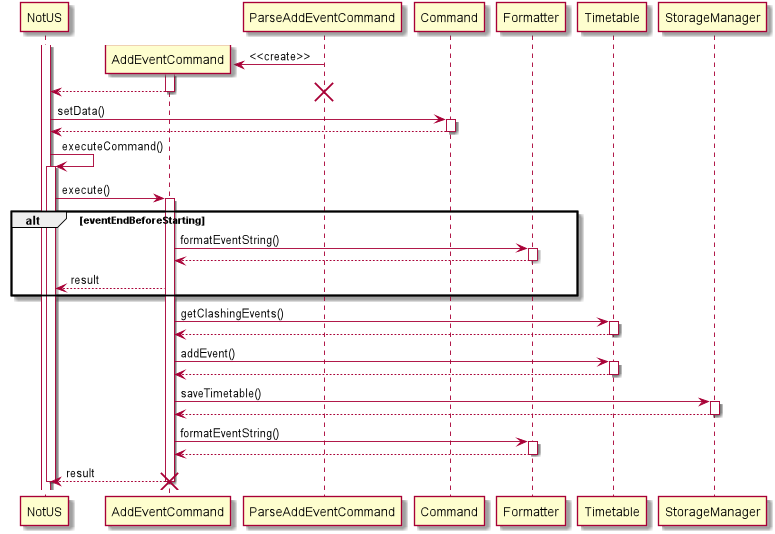 NotUS
ParseAddEventCommand
Command
Formatter
Timetable
StorageManager
AddEventCommand
<<create>>
setData()
executeCommand()
execute()
alt [eventEndBeforeStarting]
formatEventString()
result
getClashingEvents()
addEvent()
saveTimetable()
formatEventString()
result
NotUS
AddEventCommand
ParseAddEventCommand
Command
Formatter
Timetable
StorageManager